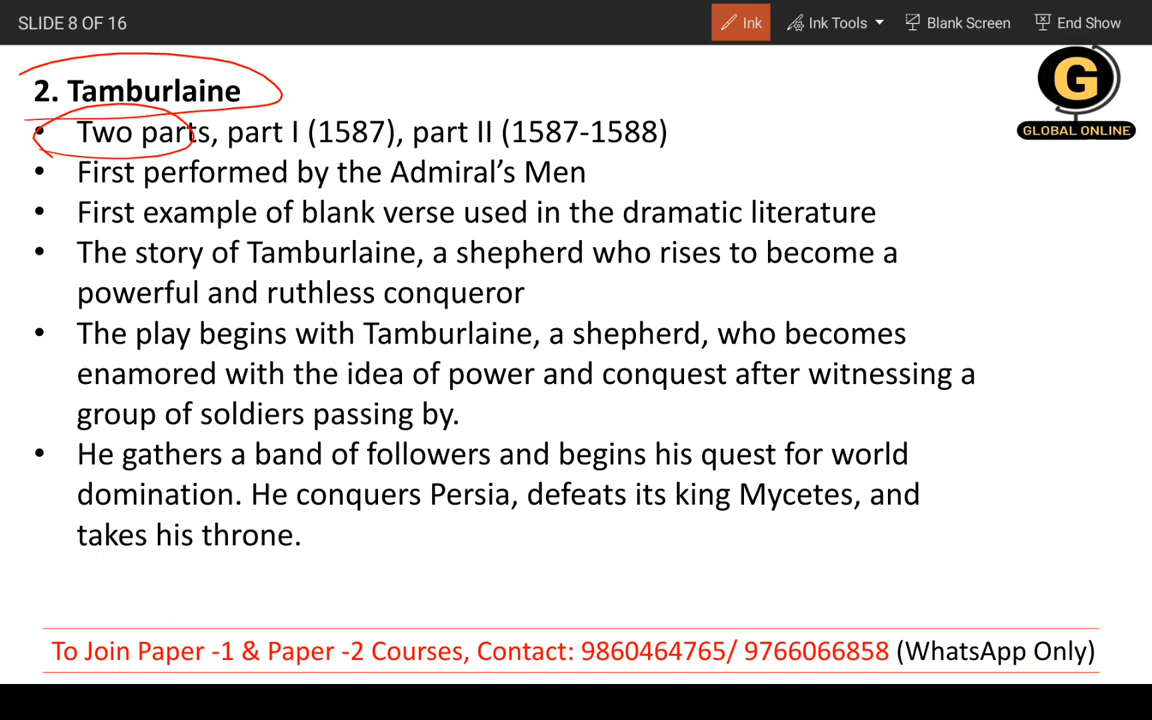 SLIDE 8 OF 16
Ink
Ink Tools
Blank Screen
End Show
2. Tamburlaine
G
GLOBAL ONLINE
• Two parts, part I (1587), part II (1587-1588)
• First performed by the Admiral’s Men
• First example of blank verse used in the dramatic literature
• The story of Tamburlaine, a shepherd who rises to become a
powerful and ruthless conqueror
• The play begins with Tamburlaine, a shepherd, who becomes
enamored with the idea of power and conquest after witnessing a
group of soldiers passing by.
• He gathers a band of followers and begins his quest for world
domination. He conquers Persia, defeats its king Mycetes, and
takes his throne.
To Join Paper -1 & Paper -2 Courses, Contact: 9860464765/ 9766066858 (WhatsApp Only)